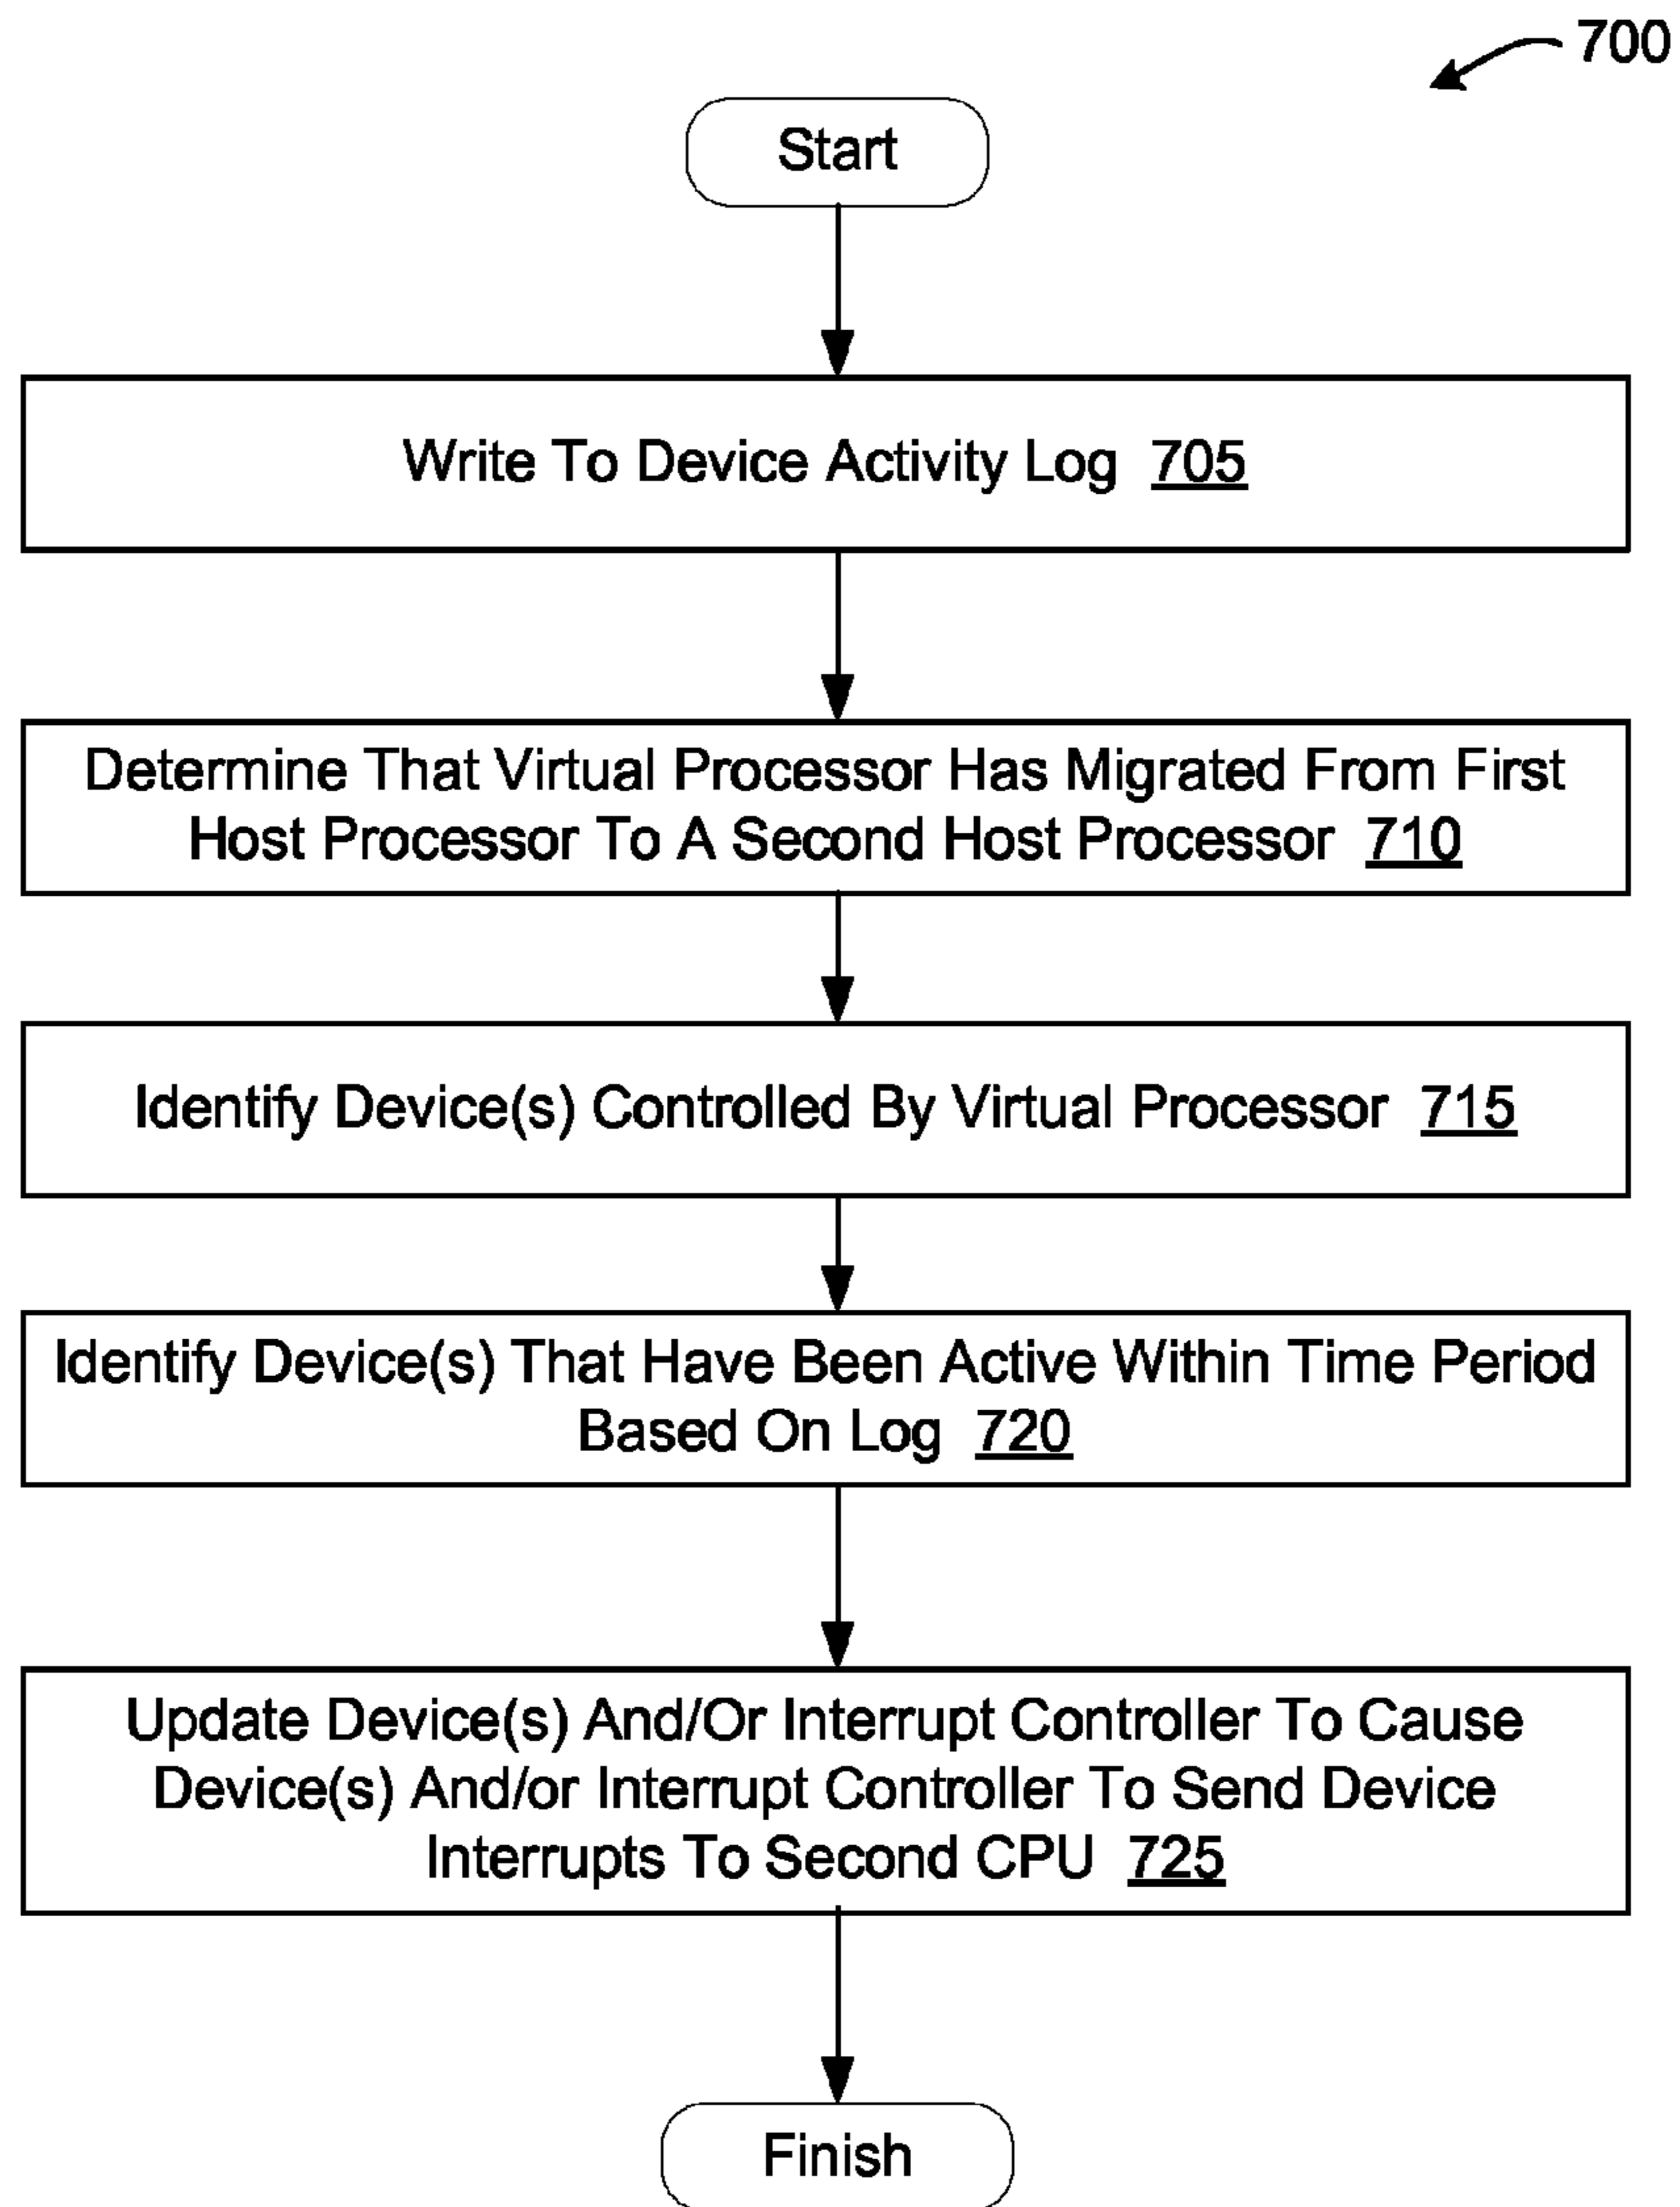 700
Start
Write To Device Activity Log 705
Determine That Virtual Processor Has Migrated From First
Host Processor To A Second Host Processor 710
Identify Device(s) Controlled By Virtual Processor 715
Identify Device(s) That Have Been Active Within Time Period
Based On Log 720
Update Device(s) And/Or Interrupt Controller To Cause
Device(s) And/or Interrupt Controller To Send Device
Interrupts To Second CPU 725
Finish